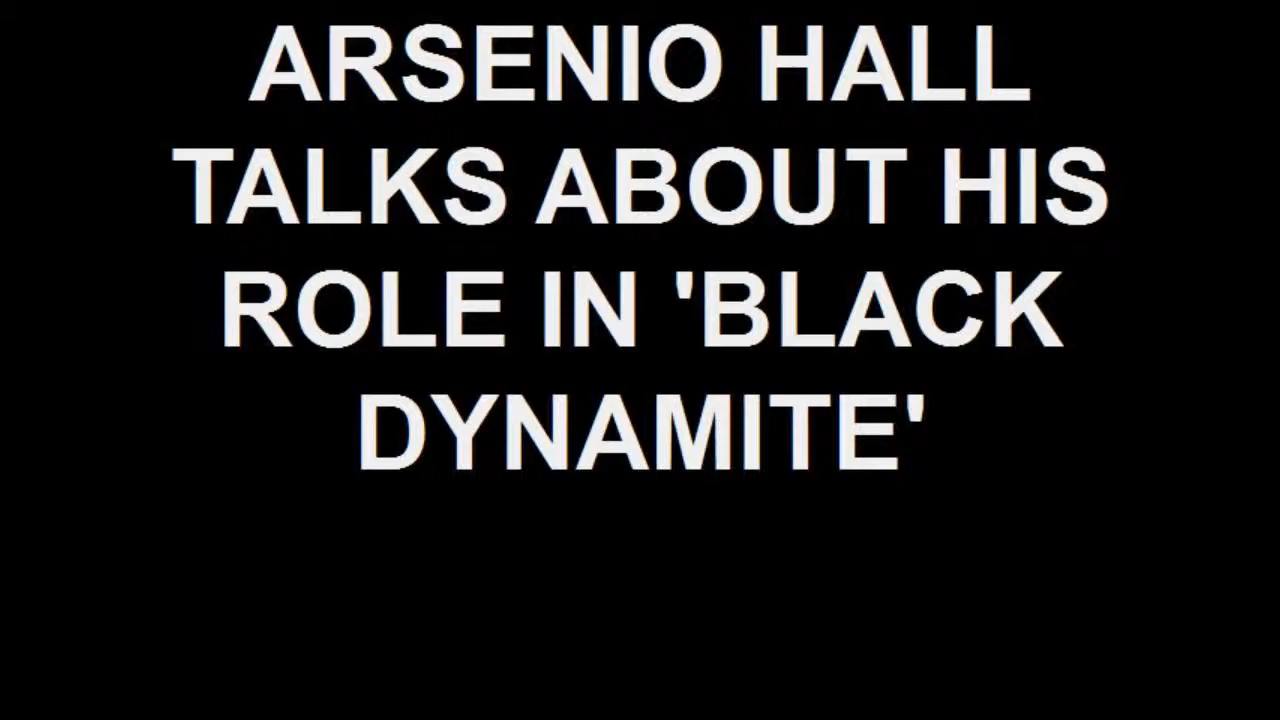 ARSENIO HALL
TALKS ABOUT HIS
ROLE IN 'BLACK
DYNAMITE'